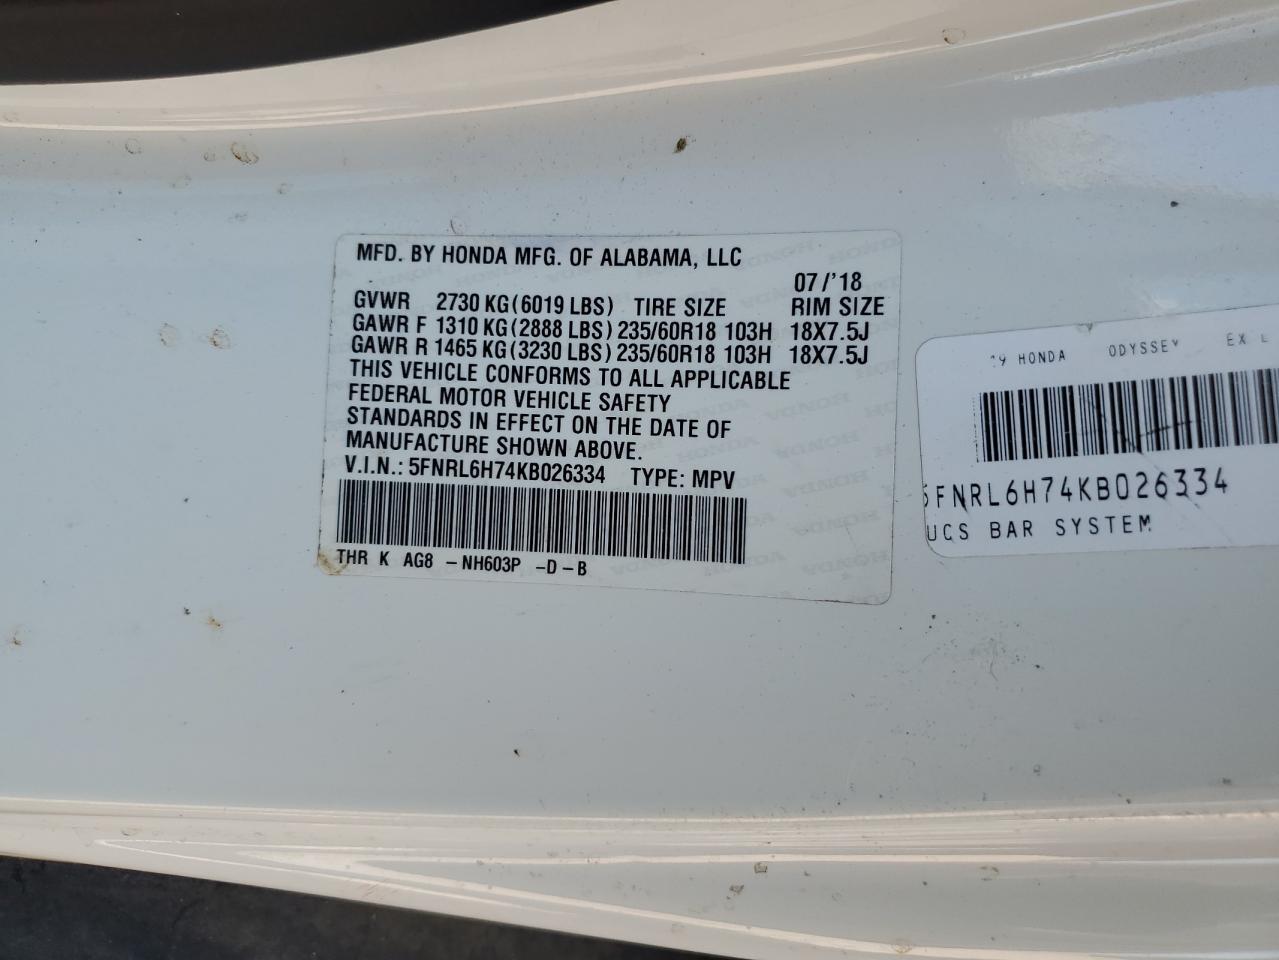 MFD. BY HONDA MFG. OF ALABAMA, LLC
07/'18
GVWR 2730 KG (6019 LBS) TIRE SIZE RIM SIZE
GAWR F 1310 KG (2888 LBS) 235/60R18 103H 18X7.5J
GAWR R 1465 KG (3230 LBS) 235/60R18 103H 18X7.5J
THIS VEHICLE CONFORMS TO ALL APPLICABLE
FEDERAL MOTOR VEHICLE SAFETY
STANDARDS IN EFFECT ON THE DATE OF
MANUFACTURE SHOWN ABOVE.
V.I.N.: 5FNRL6H74KB026334 TYPE: MPV
THR K AG8 -NH603P -D-B
HONDA ODYSSEY EX
5FNRL6H74KB026334
UCS BAR SYSTEM